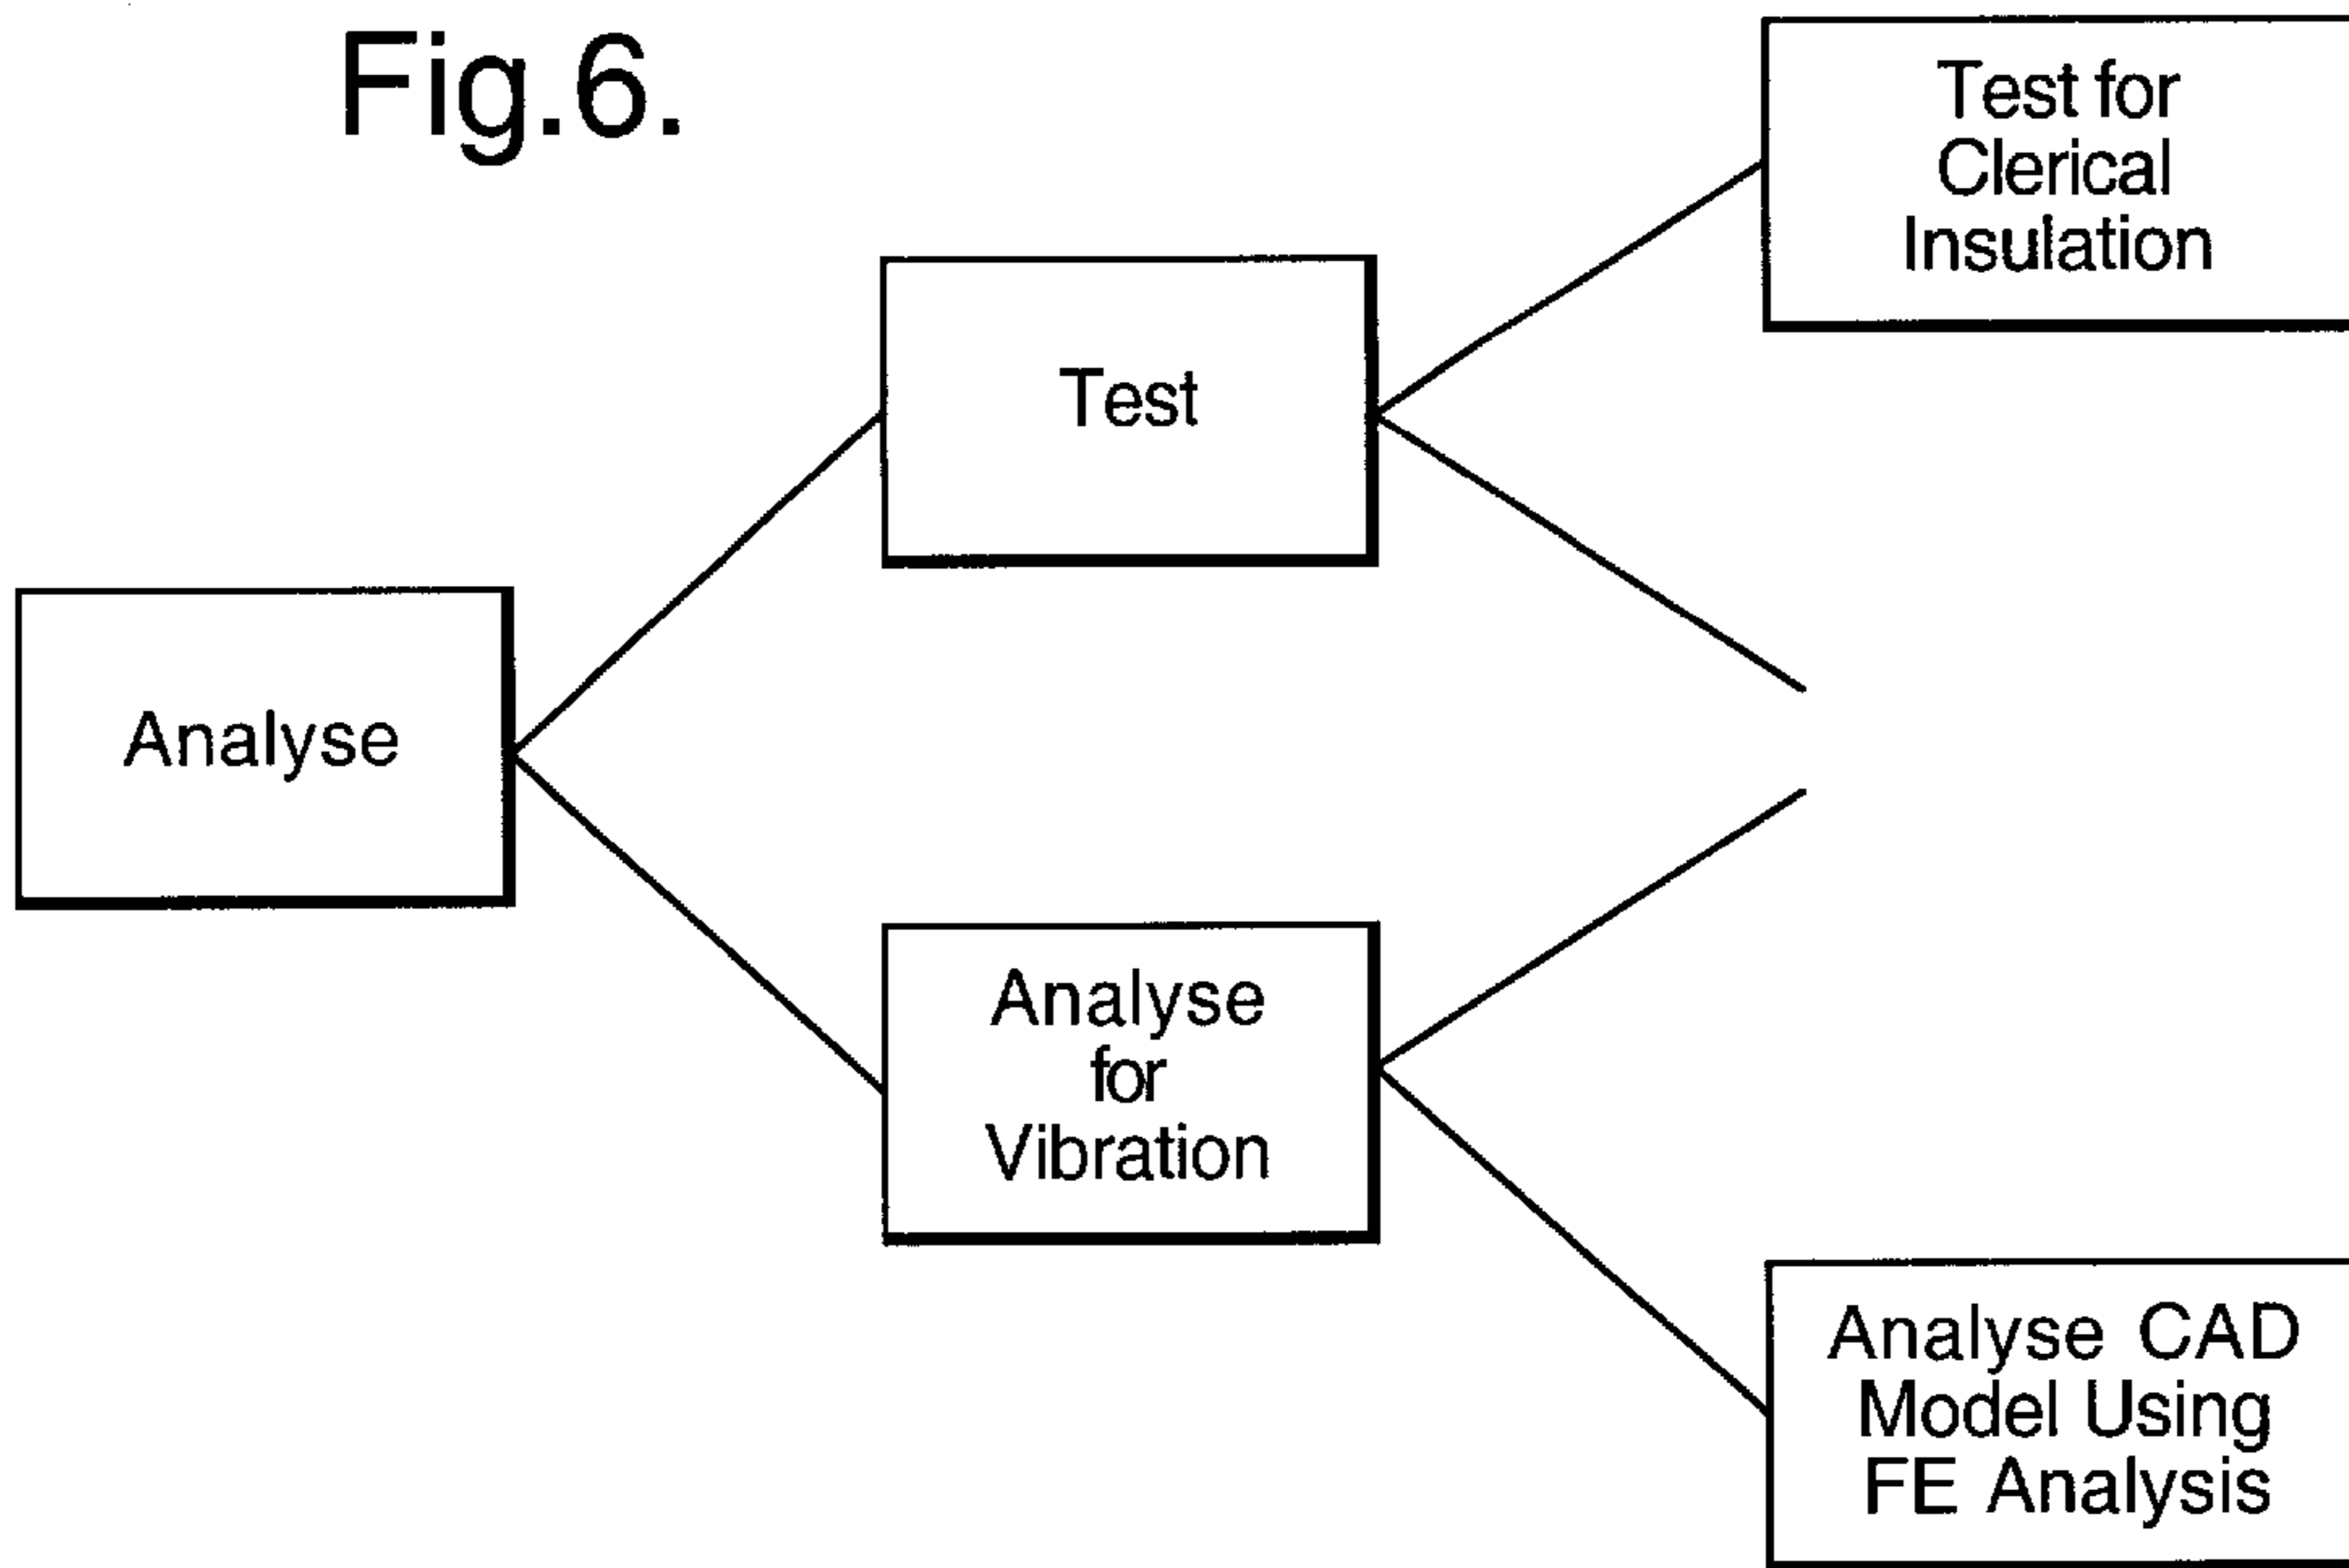 Fig.6.
Test for
Clerical
Insulation
Test
Analyse
Analyse
for
Vibration
Analyse CAD
Model Using
FE Analysis